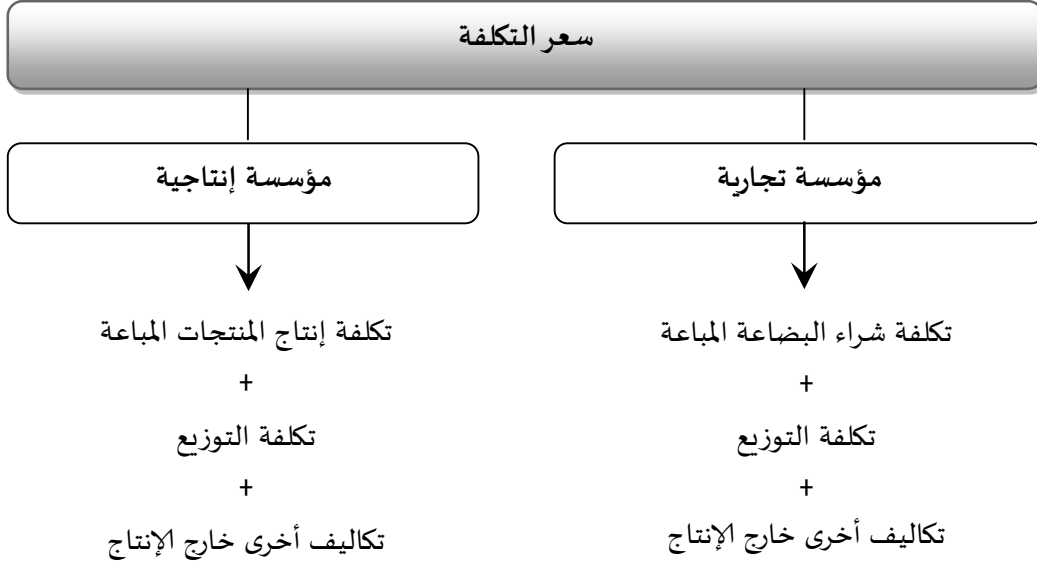 سعر التكلفة
مؤسسة تجارية
تكلفة شراء البضاعة المباعة
+
تكلفة التوزيع
+
تكاليف أخرى خارج الإنتاج
مؤسسة إنتاجية
تكلفة إنتاج المنتجات المباعة
+
تكلفة التوزيع
+
تكاليف أخرى خارج الإنتاج